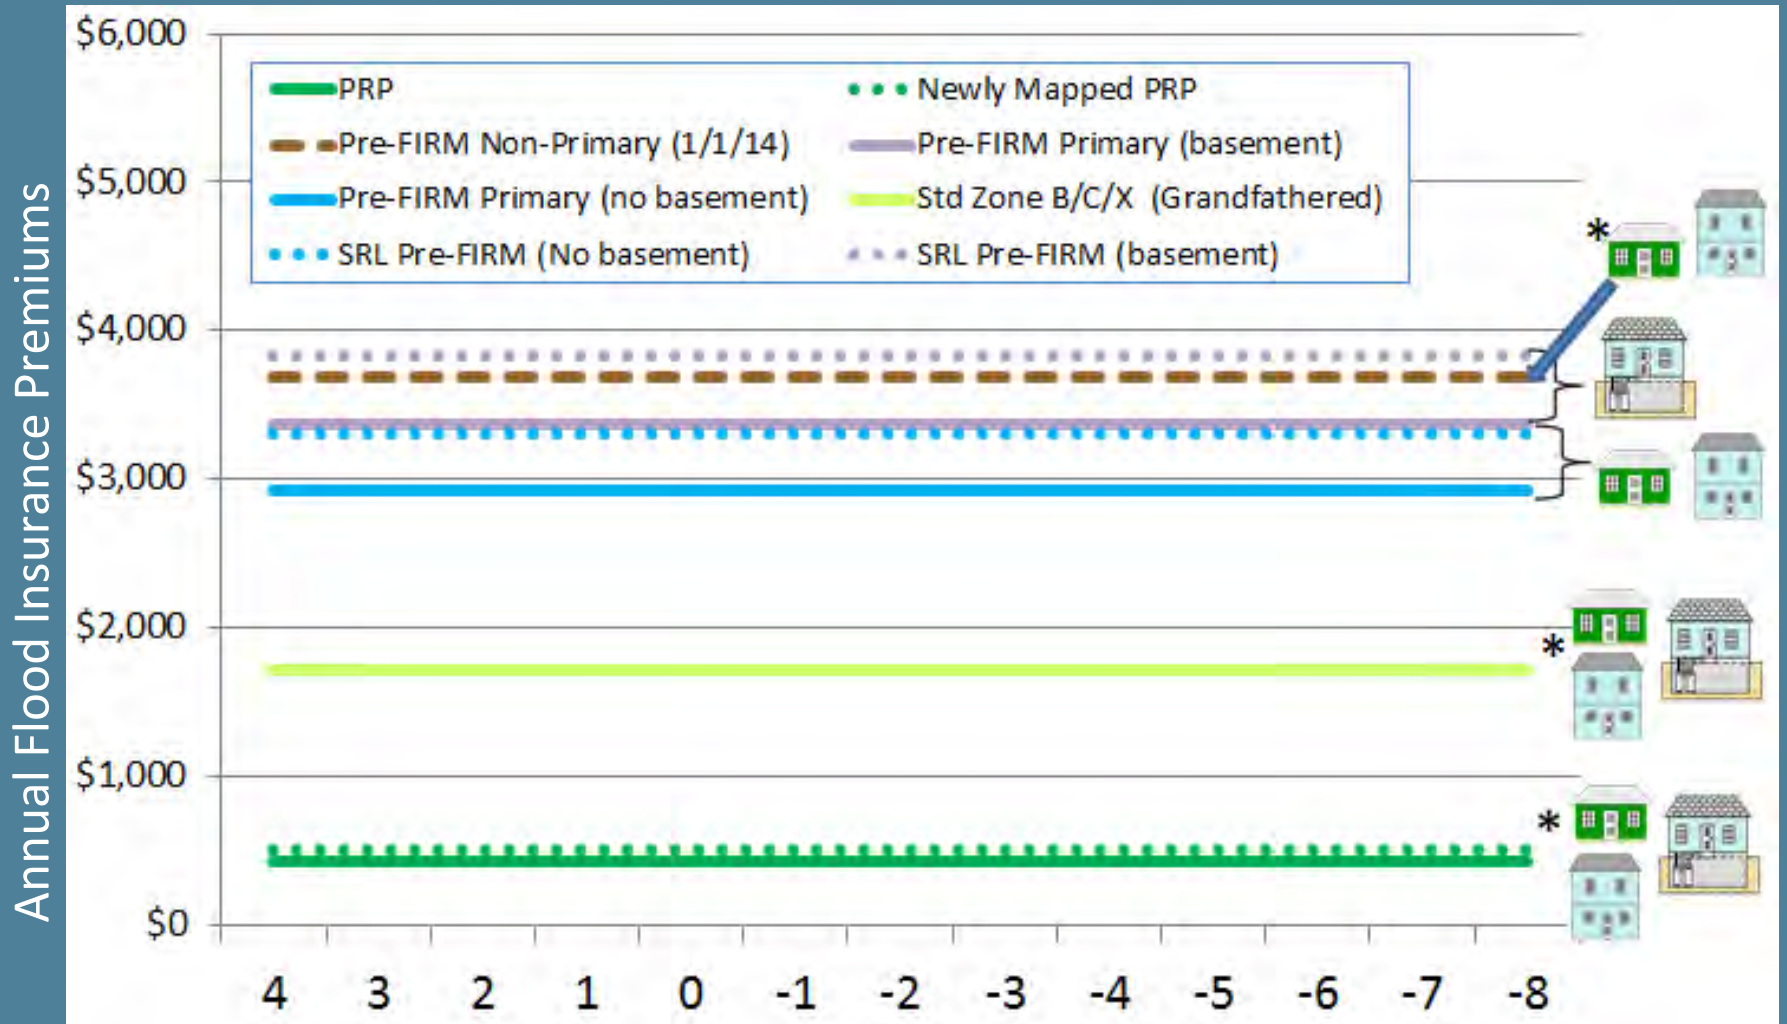 Annual Flood Insurance Premiums
$6,000
PRP
Newly Mapped PRP
Pre-FIRM Non-Primary (1/1/14)
Pre-FIRM Primary (basement)
$5,000
Pre-FIRM Primary (no basement)
Std Zone B/C/X (Grandfathered)
SRL Pre-FIRM (No basement)
SRL Pre-FIRM (basement)
*
$4,000
$3,000
$2,000
*
$1,000
*
$0
4 3 2 1 0 -1 -2 -3 -4 -5 -6 -7 -8